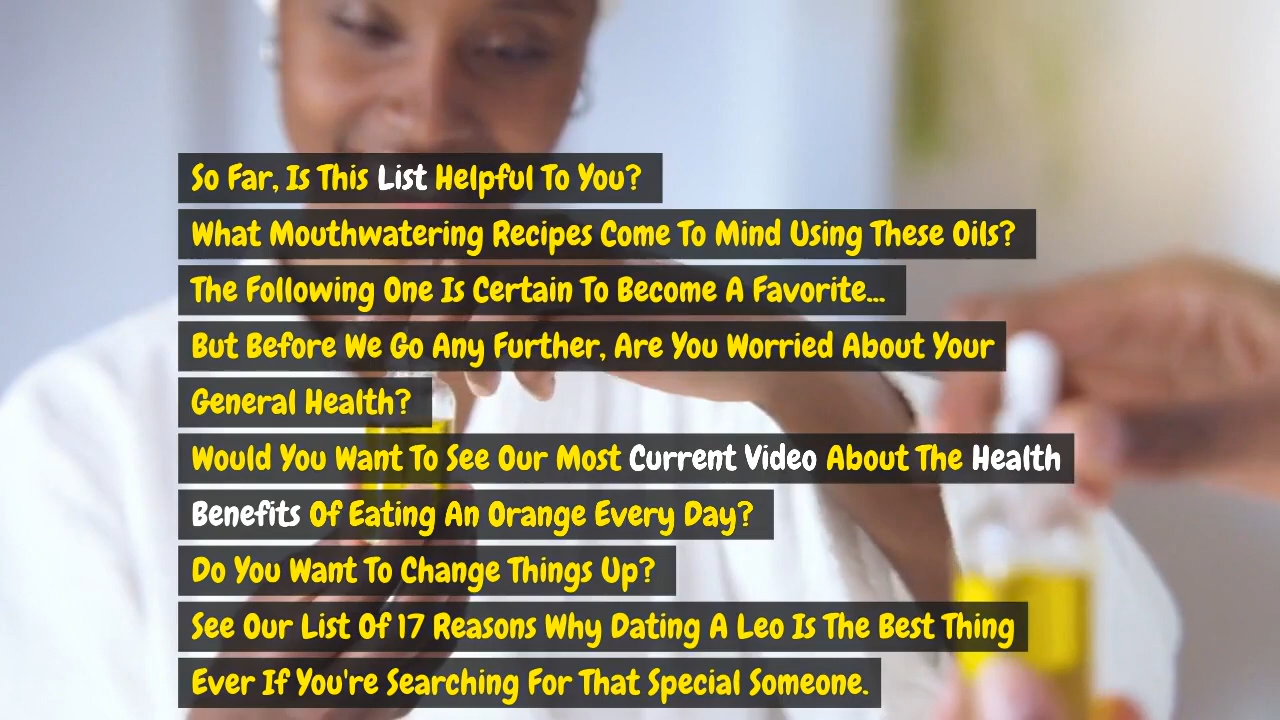 So Far, Is This List Helpful To You?
What Mouthwatering Recipes Come To Mind Using These Oils?
The Following One Is Certain To Become A Favorite...
But Before We Go Any Further, Are You Worried About Your
General Health?
Would You Want To See Our Most Current Video About The Health
Benefits Of Eating An Orange Every Day?
Do You Want To Change Things Up?
See Our List Of 17 Reasons Why Dating A Leo Is The Best Thing
Ever If You're Searching For That Special Someone.